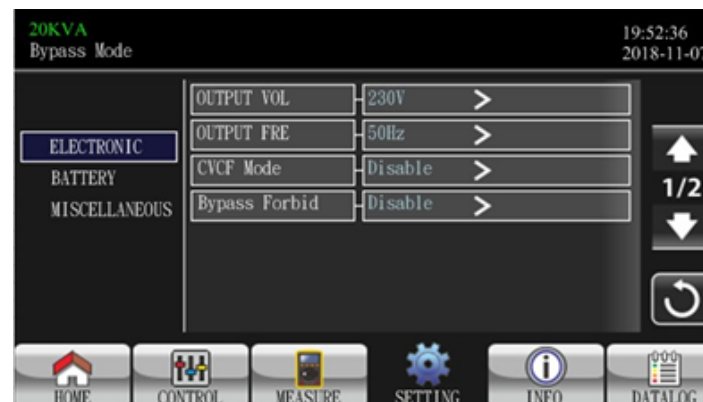 20KVA
Bypass Mode
19:52:36
2018-11-07
ELECTRONIC
BATTERY
MISCELLANEOUS
OUTPUT VOL 230V >
OUTPUT FRE 50Hz >
CVCF Mode Disable >
Bypass Forbid Disable >
1/2
HOME CONTROL MEASURE SETTING INFO DATALOG